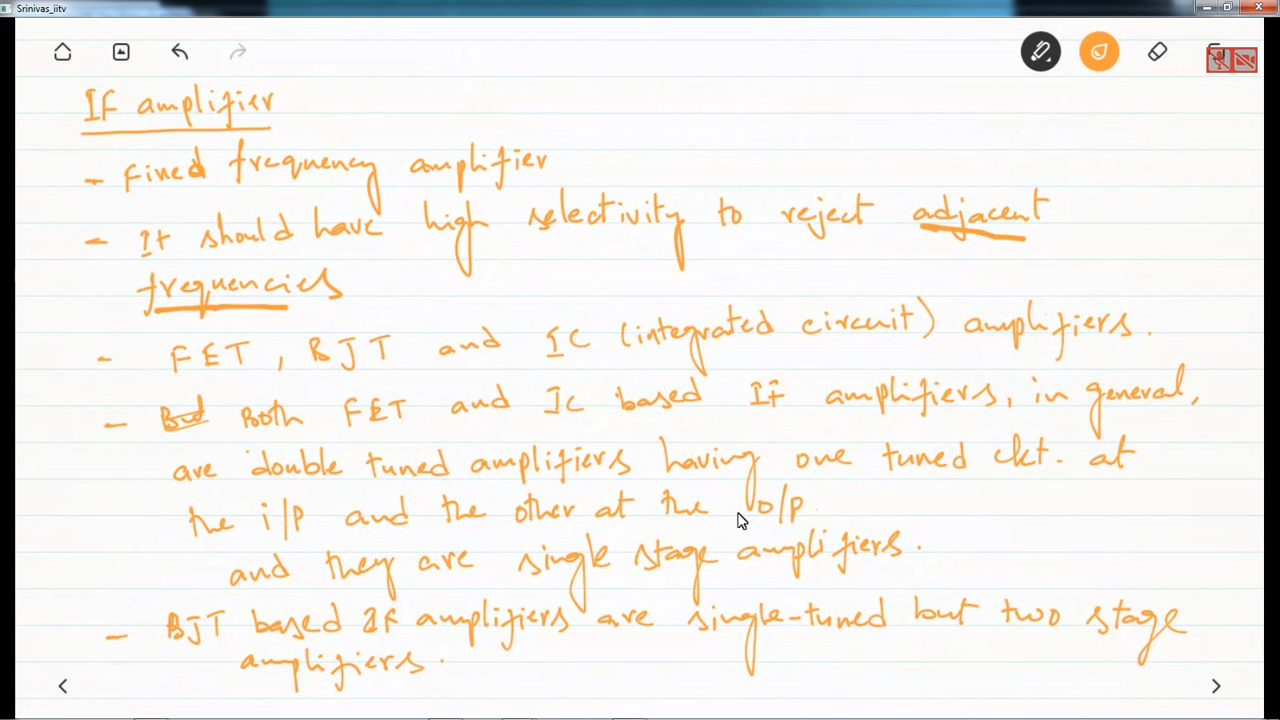 Srinivas_iitv
IF amplifier
- Fixed frequency amplifier
- It should have high selectivity to reject adjacent
frequencies
- FET, BJT and IC (integrated circuit) amplifiers.
- Both FET and IC based IF amplifiers, in general,
are double tuned amplifiers having one tuned ckt. at
the i/p and the other at the o/p
and they are single stage amplifiers.
- BJT based IF amplifiers are single-tuned but two stage
amplifiers.